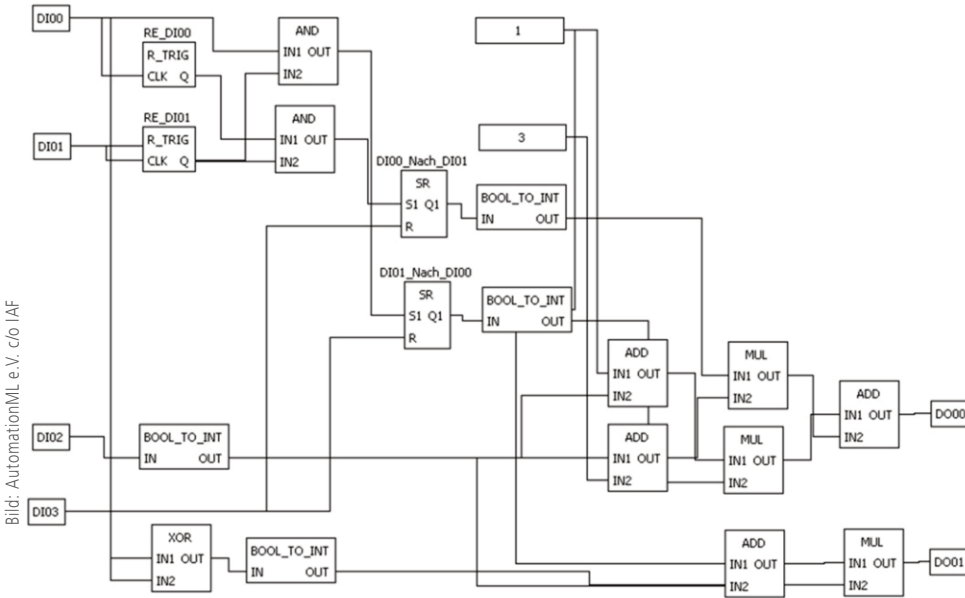 DI00
RE_DI00
R_TRIG
CLK Q
AND
IN1 OUT
IN2
1
DI01
RE_DI01
R_TRIG
CLK Q
AND
IN1 OUT
IN2
3
DI00_Nach_DI01
SR
S1 Q1
R
BOOL_TO_INT
IN OUT
DI01_Nach_DI00
SR
S1 Q1
R
BOOL_TO_INT
IN OUT
ADD
IN1 OUT
IN2
MUL
IN1 OUT
IN2
ADD
IN1 OUT
IN2
DO00
DI02
BOOL_TO_INT
IN OUT
ADD
IN1 OUT
IN2
MUL
IN1 OUT
IN2
DI03
XOR
IN1 OUT
IN2
BOOL_TO_INT
IN OUT
ADD
IN1 OUT
IN2
MUL
IN1 OUT
IN2
DO01
Bild: AutomationML e.V. c/o IAF